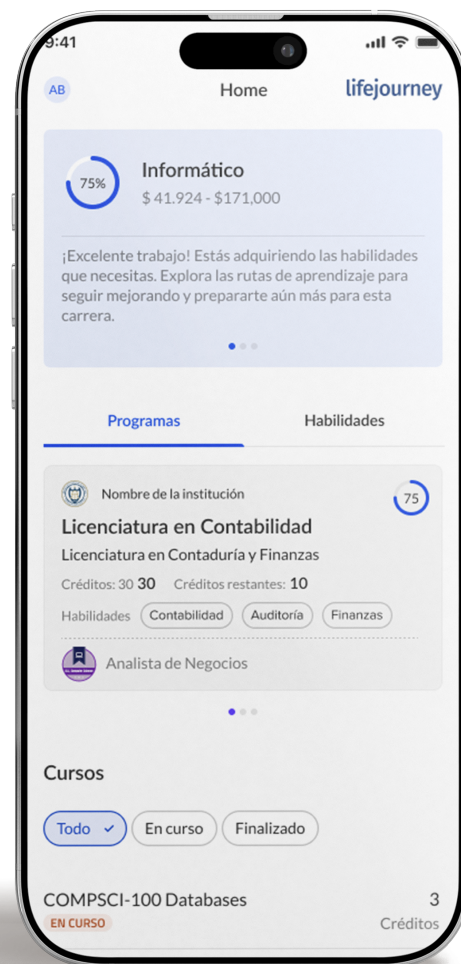 9:41
AB
Home
lifejourney
75%
Informático
$ 41.924 - $171,000
¡Excelente trabajo! Estás adquiriendo las habilidades
que necesitas. Explora las rutas de aprendizaje para
seguir mejorando y prepararte aún más para esta
carrera.
Programas
Habilidades
Nombre de la institución
75
Licenciatura en Contabilidad
Licenciatura en Contaduría y Finanzas
Créditos: 30 30 Créditos restantes: 10
Habilidades Contabilidad Auditoría Finanzas
Analista de Negocios
Cursos
Todo En curso Finalizado
COMPSCI-100 Databases 3
EN CURSO Créditos